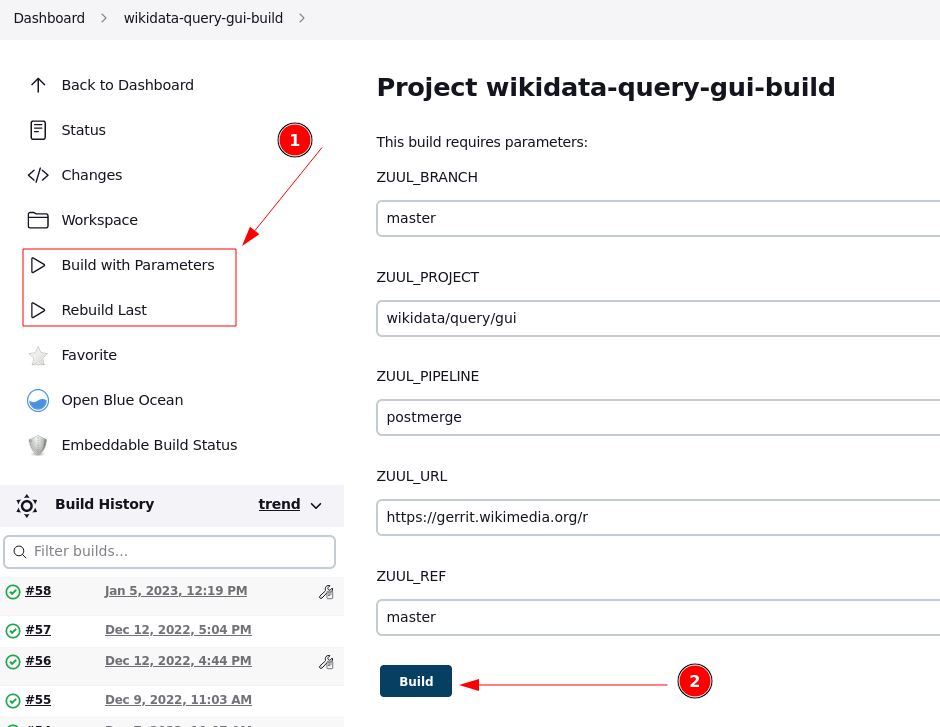 Dashboard > wikidata-query-gui-build >
Back to Dashboard
Status
Changes
Workspace
Build with Parameters
Rebuild Last
Favorite
Open Blue Ocean
Embeddable Build Status
1
Build History trend
Filter builds...
#58 Jan 5, 2023, 12:19 PM
#57 Dec 12, 2022, 5:04 PM
#56 Dec 12, 2022, 4:44 PM
#55 Dec 9, 2022, 11:03 AM
Project wikidata-query-gui-build
This build requires parameters:
ZUUL_BRANCH
master
ZUUL_PROJECT
wikidata/query/gui
ZUUL_PIPELINE
postmerge
ZUUL_URL
https://gerrit.wikimedia.org/r
ZUUL_REF
master
Build
2